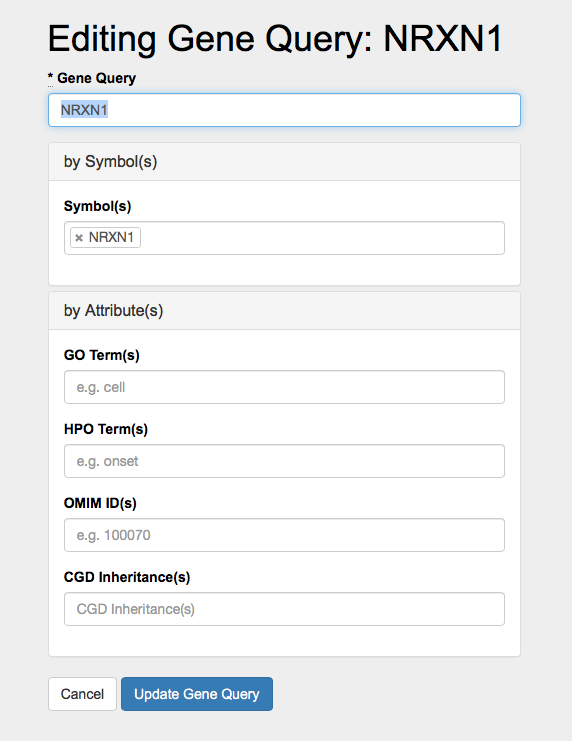 Editing Gene Query: NRXN1
* Gene Query
NRXN1
by Symbol(s)
Symbol(s)
× NRXN1
by Attribute(s)
GO Term(s)
e.g. cell
HPO Term(s)
e.g. onset
OMIM ID(s)
e.g. 100070
CGD Inheritance(s)
CGD Inheritance(s)
Cancel Update Gene Query